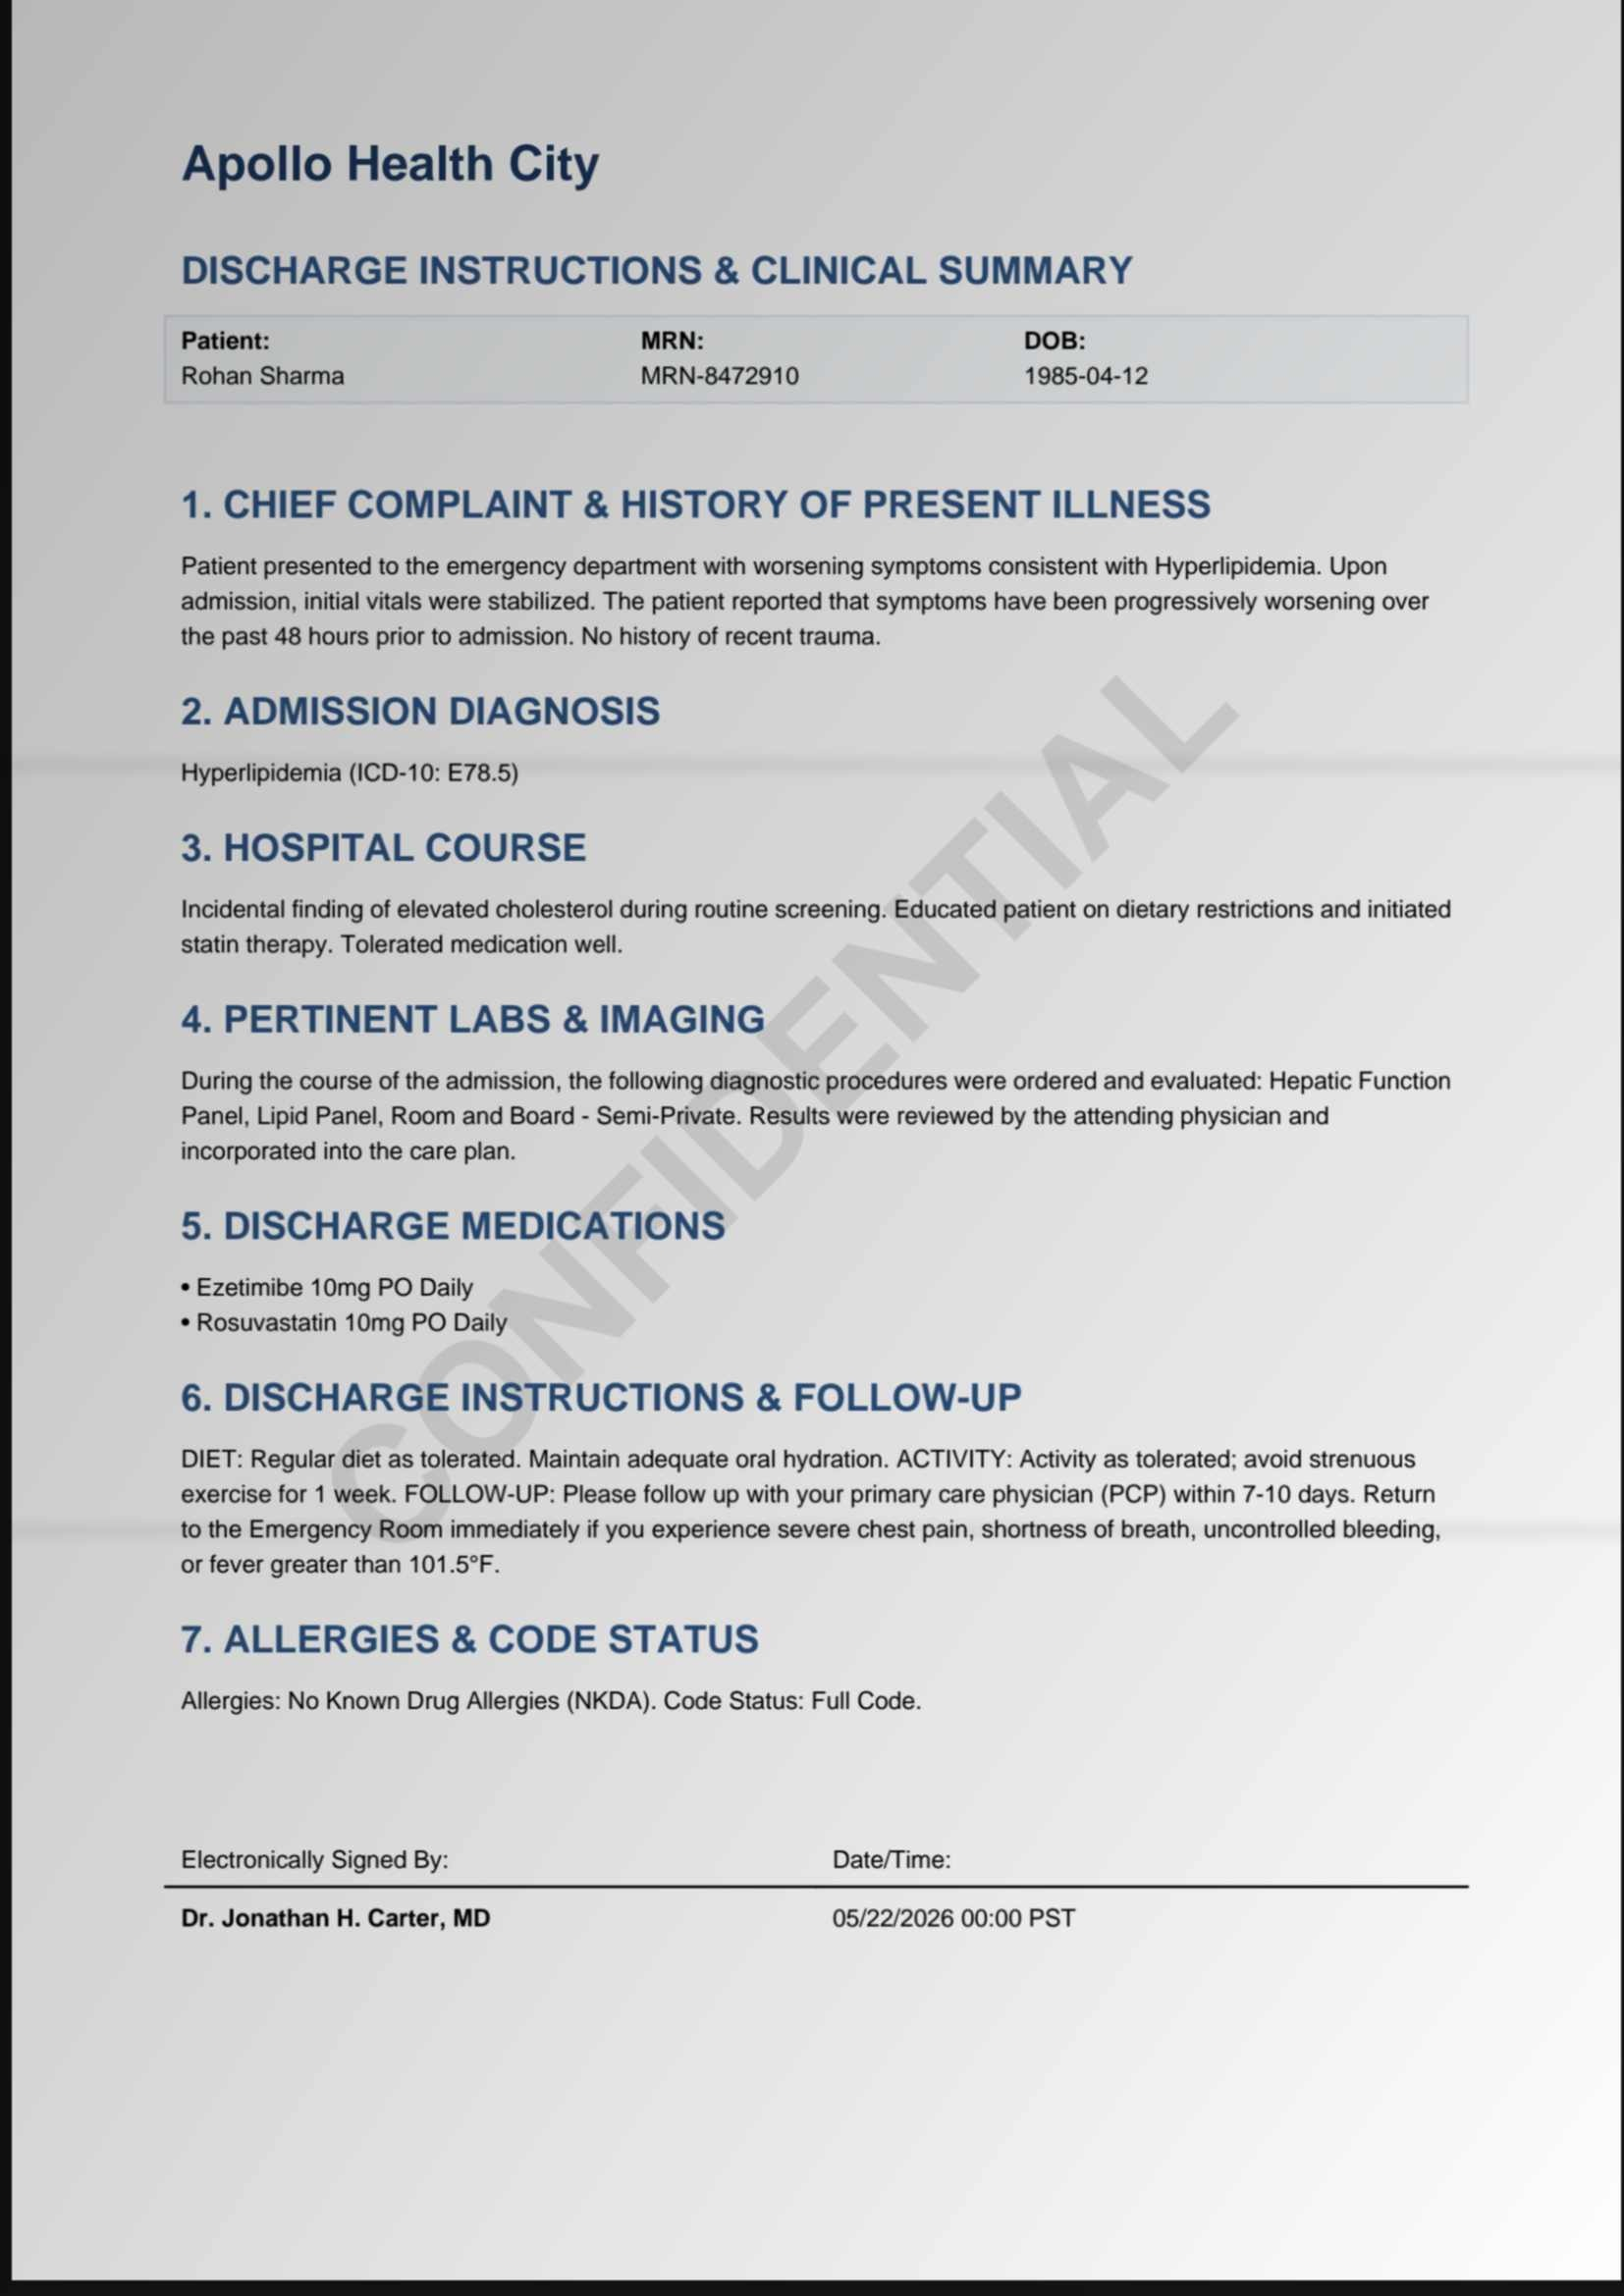 Apollo Health City
DISCHARGE INSTRUCTIONS & CLINICAL SUMMARY
Patient: MRN: DOB:
Rohan Sharma MRN-8472910 1985-04-12
1. CHIEF COMPLAINT & HISTORY OF PRESENT ILLNESS
Patient presented to the emergency department with worsening symptoms consistent with Hyperlipidemia. Upon
admission, initial vitals were stabilized. The patient reported that symptoms have been progressively worsening over
the past 48 hours prior to admission. No history of recent trauma.
2. ADMISSION DIAGNOSIS
Hyperlipidemia (ICD-10: E78.5)
3. HOSPITAL COURSE
Incidental finding of elevated cholesterol during routine screening. Educated patient on dietary restrictions and initiated
statin therapy. Tolerated medication well.
4. PERTINENT LABS & IMAGING
During the course of the admission, the following diagnostic procedures were ordered and evaluated: Hepatic Function
Panel, Lipid Panel, Room and Board - Semi-Private. Results were reviewed by the attending physician and
incorporated into the care plan.
5. DISCHARGE MEDICATIONS
• Ezetimibe 10mg PO Daily
• Rosuvastatin 10mg PO Daily
6. DISCHARGE INSTRUCTIONS & FOLLOW-UP
DIET: Regular diet as tolerated. Maintain adequate oral hydration. ACTIVITY: Activity as tolerated; avoid strenuous
exercise for 1 week. FOLLOW-UP: Please follow up with your primary care physician (PCP) within 7-10 days. Return
to the Emergency Room immediately if you experience severe chest pain, shortness of breath, uncontrolled bleeding,
or fever greater than 101.5°F.
7. ALLERGIES & CODE STATUS
Allergies: No Known Drug Allergies (NKDA). Code Status: Full Code.
Electronically Signed By: Date/Time:
Dr. Jonathan H. Carter, MD 05/22/2026 00:00 PST
CONFIDENTIAL